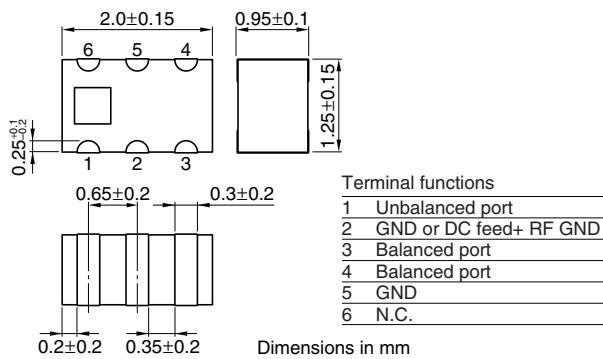 2.0±0.15
0.95±0.1
6 5 4
1.25±0.15
0.25+0.1 -0.2
1 2 3
0.65±0.2
0.3±0.2
0.2±0.2
0.35±0.2
Dimensions in mm
Terminal functions
1 Unbalanced port
2 GND or DC feed+ RF GND
3 Balanced port
4 Balanced port
5 GND
6 N.C.